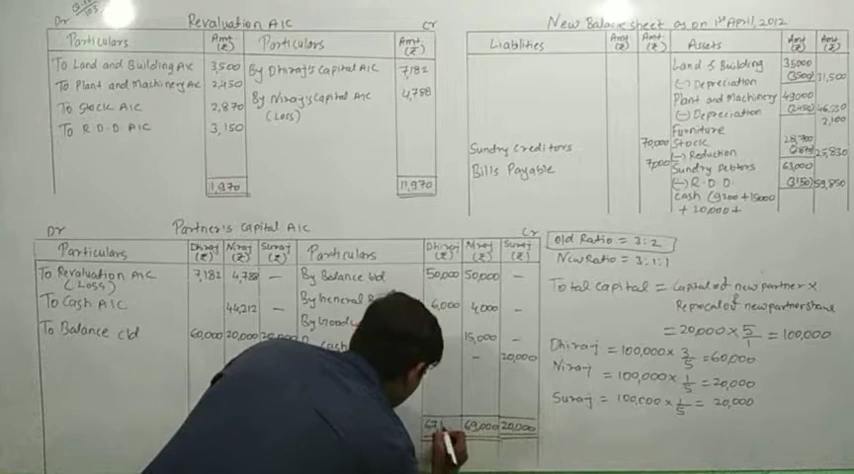 Revaluation A/C
Dr Cr
Particulars Amt (₹) Particulars Amt (₹)
To Land and Building A/c 3,500 By Dhiraj's Capital A/C 7,182
To Plant and Machinery A/c 2,450 By Niraj's Capital A/C 4,788
(Loss)
To Stock A/C 2,870
To R.D.D A/C 3,150
11,970 11,970
New Balance sheet as on 1st April, 2012
Liablities Amt (₹) Amt (₹) Assets Amt (₹) Amt (₹)
Land & Building 35000
(-) Depreciation (3500) 31,500
Plant and Machinery 49000
(-) Depreciation (2450) 46,550
Furniture 2,100
70,000 Stock 28,700
Sundry Creditors (-) Reduction (2870) 25,830
7,000 Sundry Debtors 63,000
Bills Payable (-) R.D.D. (3150) 59,850
Cash (9200 + 15000
+ 20,000 +
Partner's Capital A/C
Dr Cr
Particulars Dhiraj (₹) Niraj (₹) Suraj (₹) Particulars Dhiraj (₹) Niraj (₹) Suraj (₹)
To Revaluation A/C 7,182 4,788 — By Balance b/d 50,000 50,000 —
(Loss)
To Cash A/C 44,212 — By General 6,000 4,000 —
By Goodw 15,000 —
To Balance c/d 60,000 20,000 20,000 Cash — 20,000
67,1 69,000 20,000
Old Ratio = 3:2
New Ratio = 3:1:1
Total Capital = Capital of new partner ×
Reprocal of new partner share
= 20,000 × 5/1 = 100,000
Dhiraj = 100,000 × 3/5 = 60,000
Niraj = 100,000 × 1/5 = 20,000
Suraj = 100,000 × 1/5 = 20,000